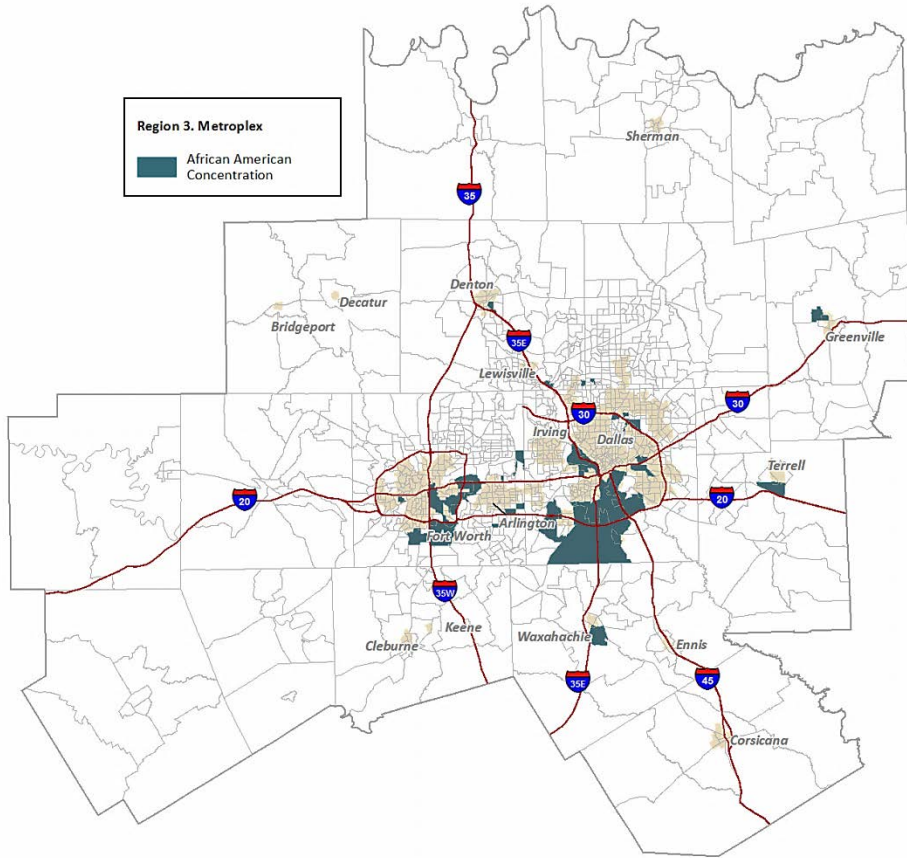 Region 3. Metroplex
African American
Concentration
Sherman
35
Denton
Decatur
Bridgeport
35E
Greenville
Lewisville
30
30
Irving
Dallas
Terrell
20
20
Arlington
Fort Worth
35W
Keene
Cleburne
Waxahachie
Ennis
35E
45
Corsicana